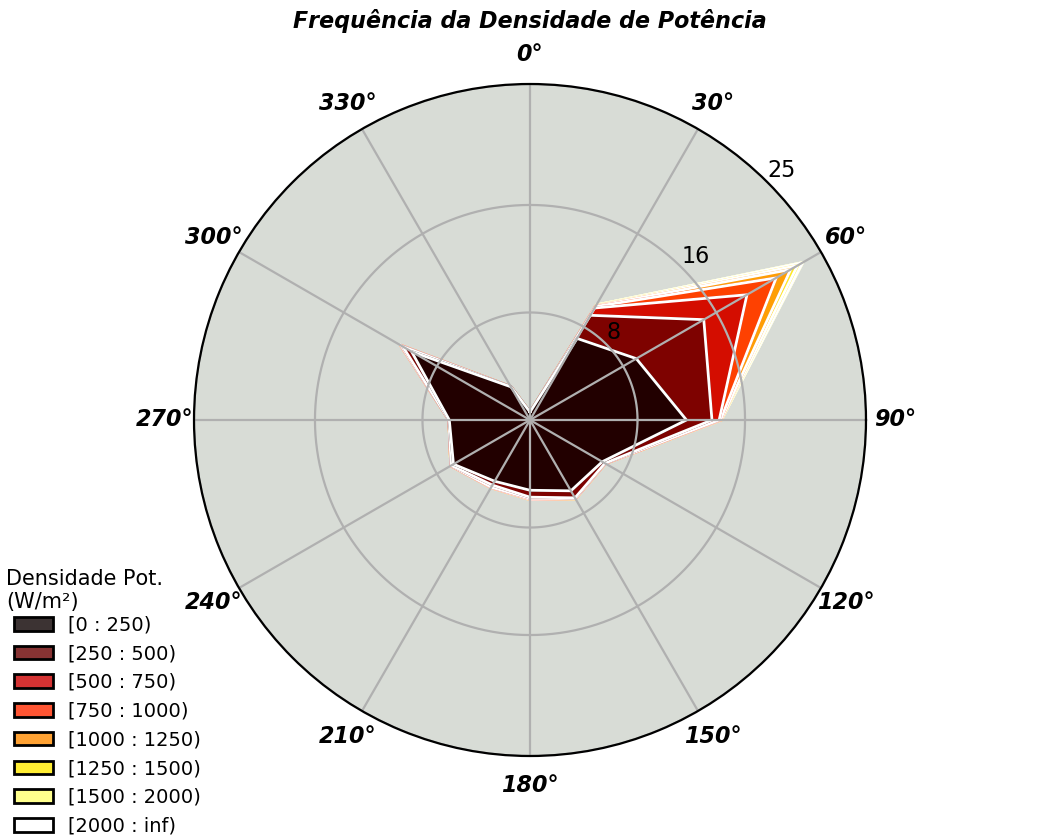 Frequência da Densidade de Potência
0°
330°
30°
25
300°
60°
16
8
270°
90°
240°
120°
210°
150°
180°
Densidade Pot.
(W/m²)
[0 : 250)
[250 : 500)
[500 : 750)
[750 : 1000)
[1000 : 1250)
[1250 : 1500)
[1500 : 2000)
[2000 : inf)